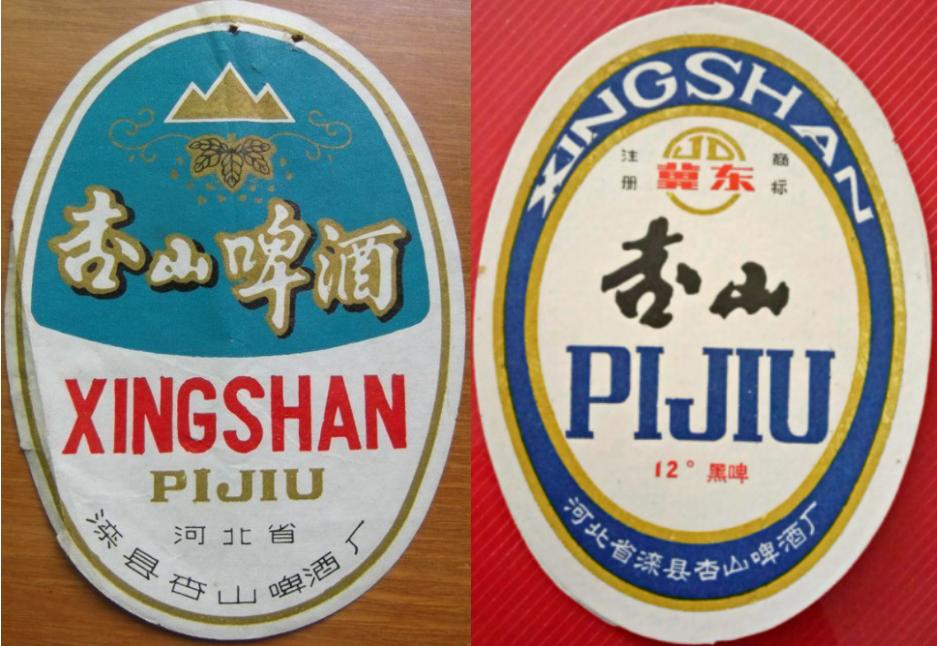 杏山啤酒
XINGSHAN
PIJIU
河北省
滦县杏山啤酒厂
XINGSHAN
JD
注册
冀东
商标
杏山
PIJIU
12° 黑啤
河北省滦县杏山啤酒厂